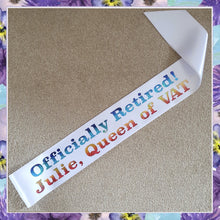 Officially Retired!
Julie, Queen of VAT